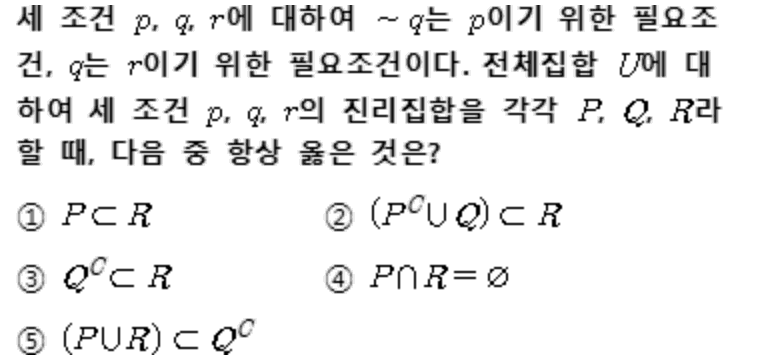 세 조건 p, q, r에 대하여 ~q는 p이기 위한 필요조
건, q는 r이기 위한 필요조건이다. 전체집합 U에 대
하여 세 조건 p, q, r의 진리집합을 각각 P, Q, R라
할 때, 다음 중 항상 옳은 것은?
① P⊂R ② (Pᶜ∪Q)⊂R
③ Qᶜ⊂R ④ P∩R=∅
⑤ (P∪R)⊂Qᶜ